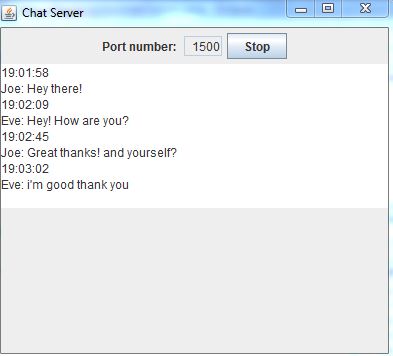 Chat Server
Port number: 1500 Stop
19:01:58
Joe: Hey there!
19:02:09
Eve: Hey! How are you?
19:02:45
Joe: Great thanks! and yourself?
19:03:02
Eve: i'm good thank you